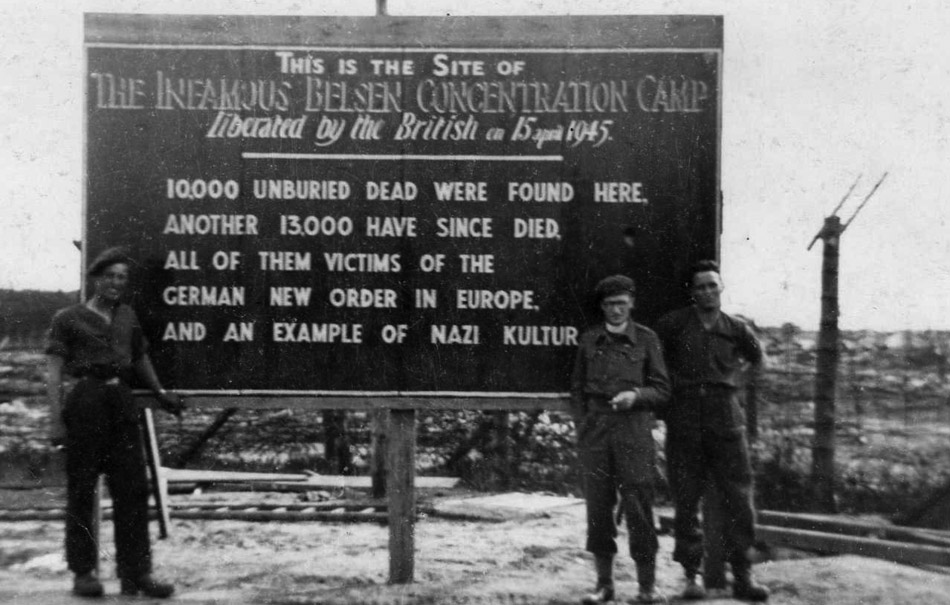 THIS IS THE SITE OF
THE INFAMOUS BELSEN CONCENTRATION CAMP
Liberated by the British on 15 april 1945.
10,000 UNBURIED DEAD WERE FOUND HERE,
ANOTHER 13,000 HAVE SINCE DIED,
ALL OF THEM VICTIMS OF THE
GERMAN NEW ORDER IN EUROPE,
AND AN EXAMPLE OF NAZI KULTUR